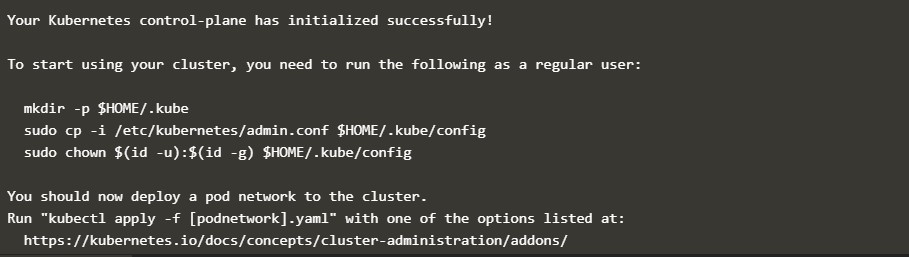 Your Kubernetes control-plane has initialized successfully!
To start using your cluster, you need to run the following as a regular user:
mkdir -p $HOME/.kube
sudo cp -i /etc/kubernetes/admin.conf $HOME/.kube/config
sudo chown $(id -u):$(id -g) $HOME/.kube/config
You should now deploy a pod network to the cluster.
Run "kubectl apply -f [podnetwork].yaml" with one of the options listed at:
https://kubernetes.io/docs/concepts/cluster-administration/addons/